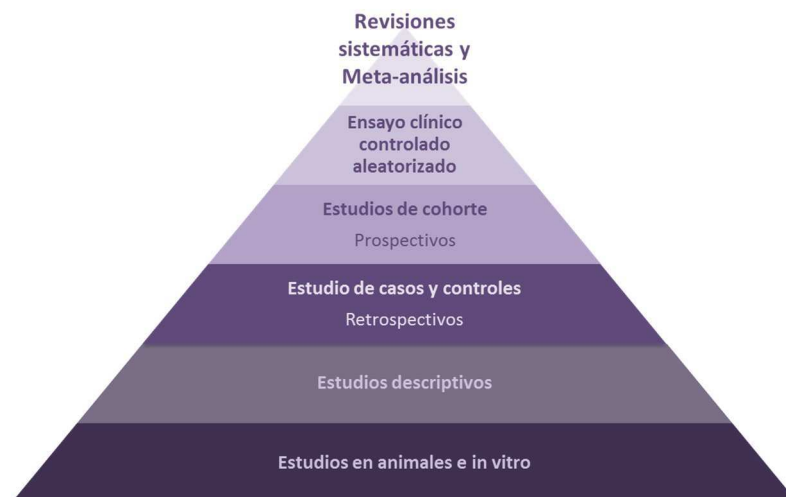 Revisiones
sistemáticas y
Meta-análisis
Ensayo clínico
controlado
aleatorizado
Estudios de cohorte
Prospectivos
Estudio de casos y controles
Retrospectivos
Estudios descriptivos
Estudios en animales e in vitro